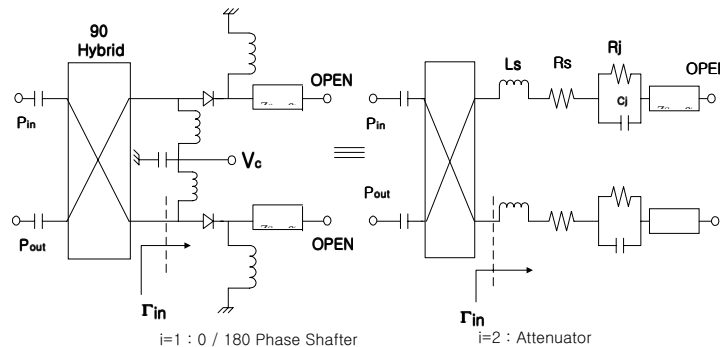 90
Hybrid
OPEN
Pin
Vc
Pout
OPEN
Γin
i=1 : 0 / 180 Phase Shafter
Ls
Rs
Rj
Cj
OPEN
Pin
Pout
Γin
i=2 : Attenuator